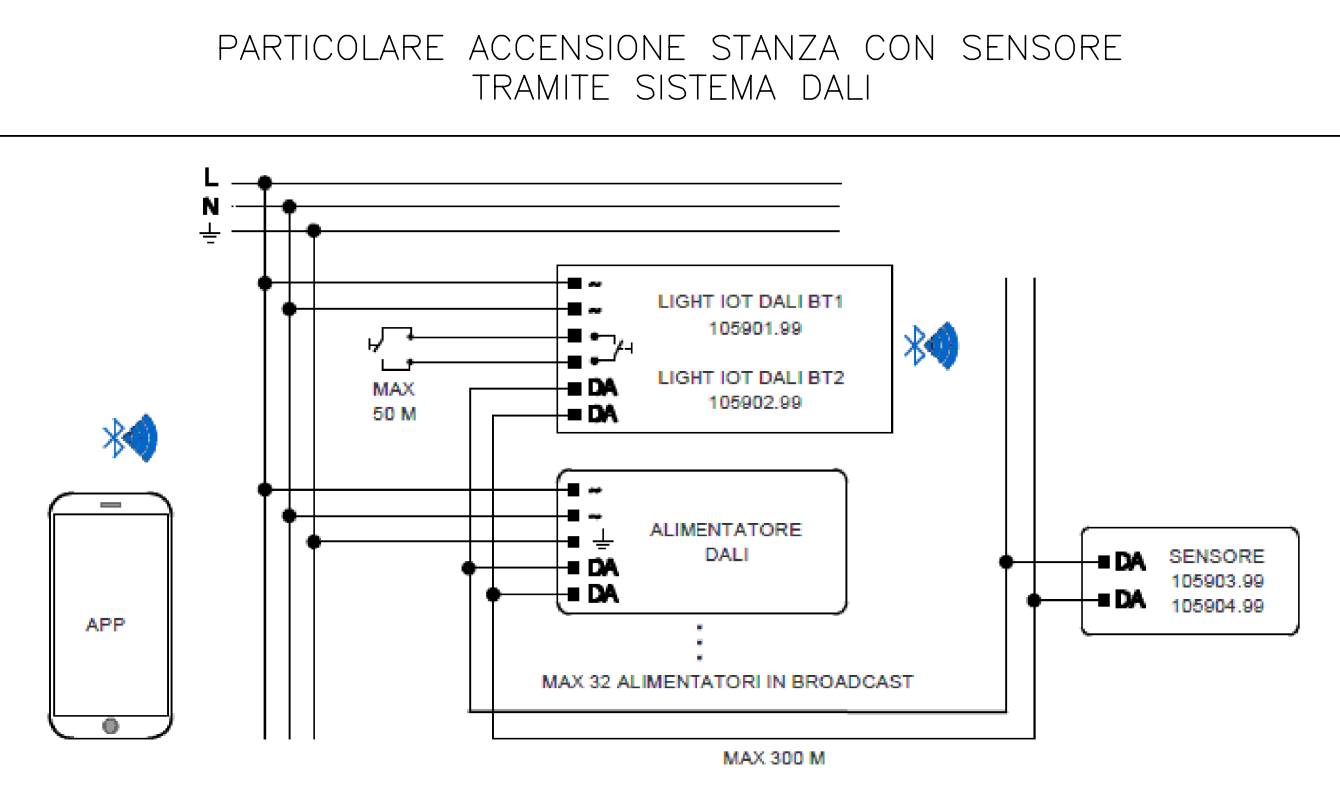 PARTICOLARE ACCENSIONE STANZA CON SENSORE
TRAMITE SISTEMA DALI
L
N
~
LIGHT IOT DALI BT1
~
105901.99
MAX
50 M
LIGHT IOT DALI BT2
105902.99
DA
DA
~
~
ALIMENTATORE
DALI
DA
DA
DA
DA
SENSORE
105903.99
105904.99
APP
MAX 32 ALIMENTATORI IN BROADCAST
MAX 300 M